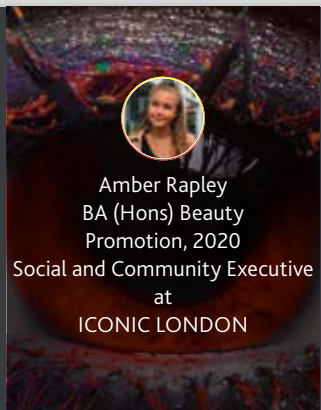 Amber Rapley
BA (Hons) Beauty
Promotion, 2020
Social and Community Executive
at
ICONIC LONDON